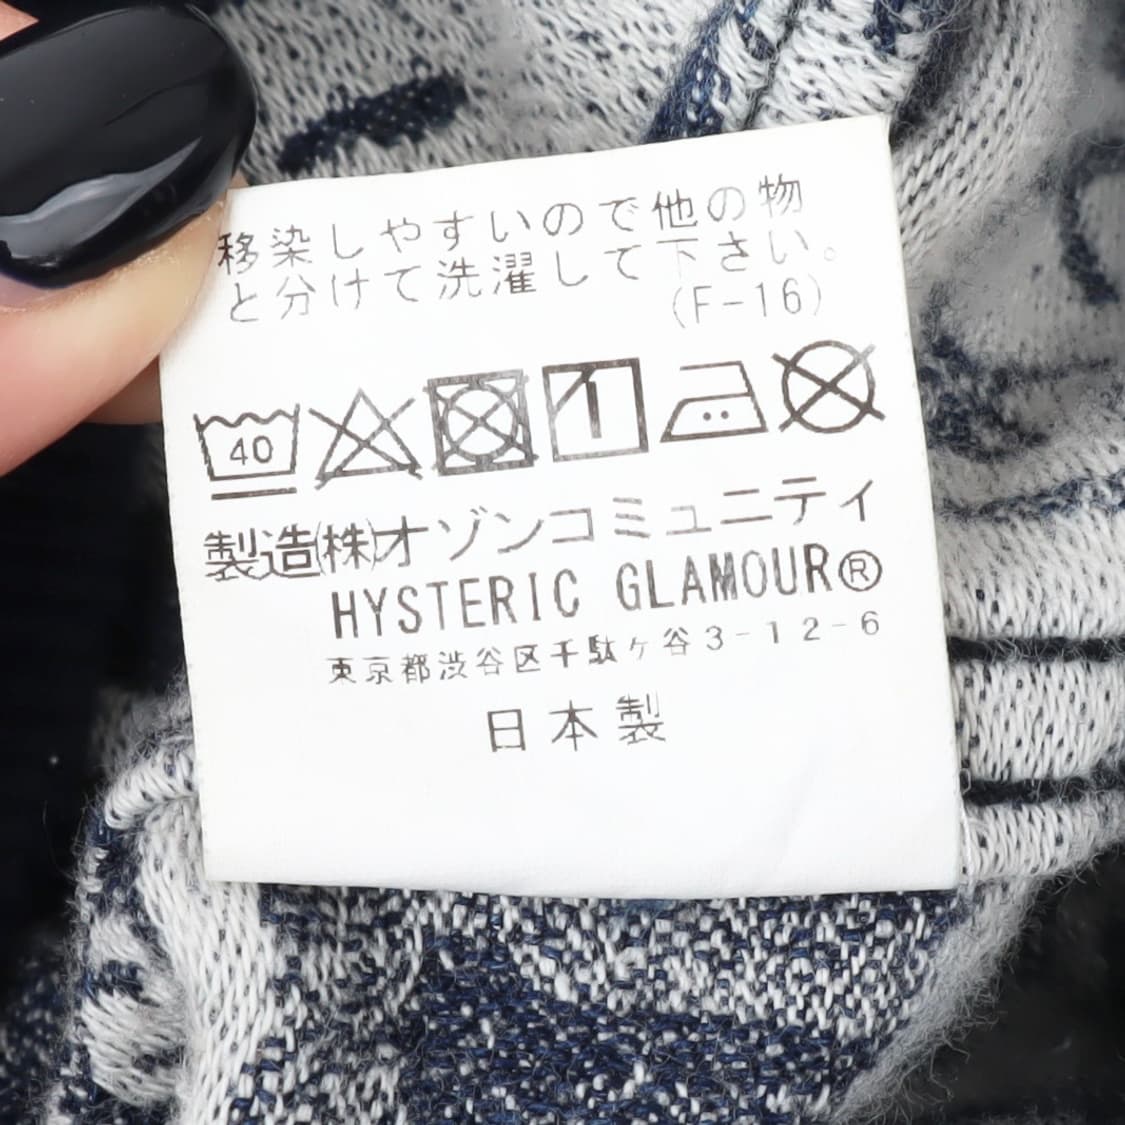 移染しやすいので他の物
と分けて洗濯して下さい。
(F-16)
40
製造㈱オゾンコミュニティ
HYSTERIC GLAMOUR®
東京都渋谷区千駄ヶ谷3-12-6
日本製